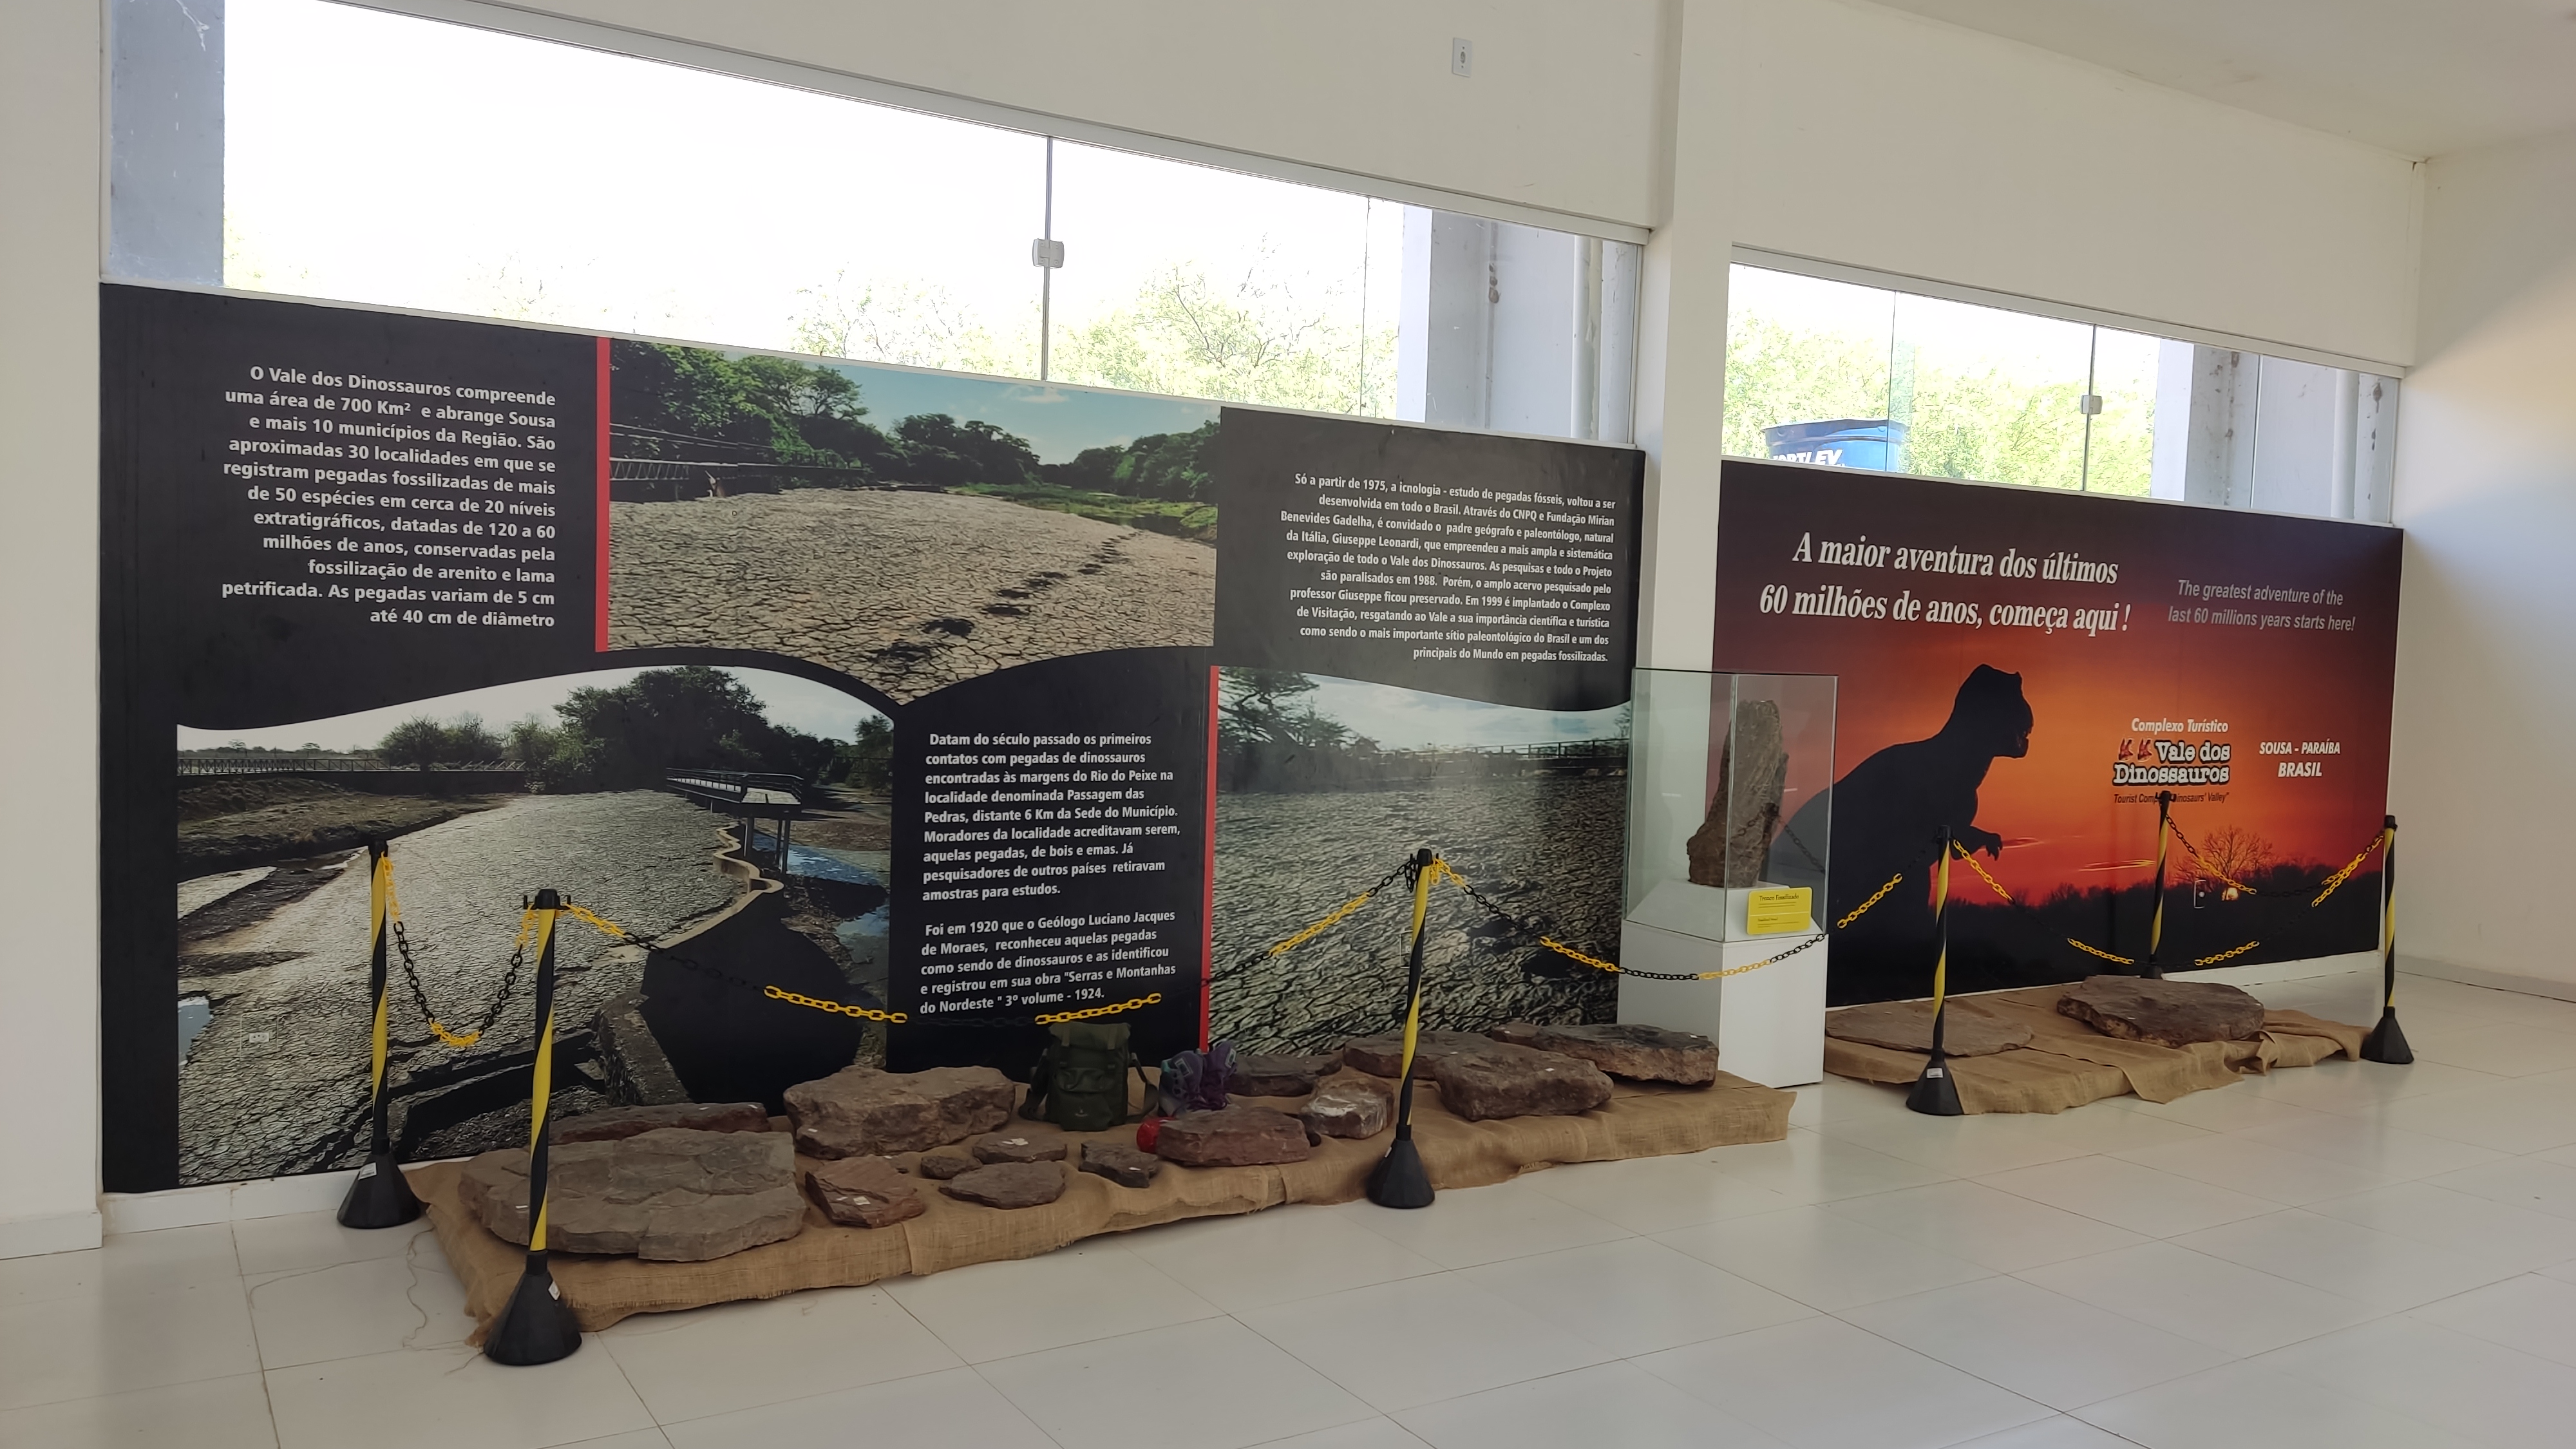 O Vale dos Dinossauros compreende
uma área de 700 Km² e abrange Sousa
e mais 10 municípios da Região. São
aproximadas 30 localidades em que se
registram pegadas fossilizadas de mais
de 50 espécies em cerca de 20 níveis
extratigráficos, datadas de 120 a 60
milhões de anos, conservadas pela
fossilização de arenito e lama
petrificada. As pegadas variam de 5 cm
até 40 cm de diâmetro
Datam do século passado os primeiros
contatos com pegadas de dinossauros
encontradas às margens do Rio do Peixe na
localidade denominada Passagem das
Pedras, distante 6 Km da Sede do Município.
Moradores da localidade acreditavam serem,
aquelas pegadas, de bois e emas. Já
pesquisadores de outros países retiravam
amostras para estudos.
Foi em 1920 que o Geólogo Luciano Jacques
de Moraes, reconheceu aquelas pegadas
como sendo de dinossauros e as identificou
e registrou em sua obra "Serras e Montanhas
do Nordeste " 3º volume - 1924.
Só a partir de 1975, a icnologia - estudo de pegadas fósseis, voltou a ser
desenvolvida em todo o Brasil. Através do CNPQ e Fundação Mirian
Benevides Gadelha, é convidado o padre geógrafo e paleontólogo, natural
da Itália, Giuseppe Leonardi, que empreendeu a mais ampla e sistemática
exploração de todo o Vale dos Dinossauros. As pesquisas e todo o Projeto
são paralisados em 1988. Porém, o amplo acervo pesquisado pelo
professor Giuseppe ficou preservado. Em 1999 é implantado o Complexo
de Visitação, resgatando ao Vale a sua importância científica e turística
como sendo o mais importante sítio paleontológico do Brasil e um dos
principais do Mundo em pegadas fossilizadas.
A maior aventura dos últimos
60 milhões de anos, começa aqui !
The greatest adventure of the
last 60 millions years starts here!
Complexo Turístico
Vale dos
Dinossauros
Tourist Dinosaurs' Valley"
SOUSA - PARAÍBA
BRASIL
Tronco Fossilizado